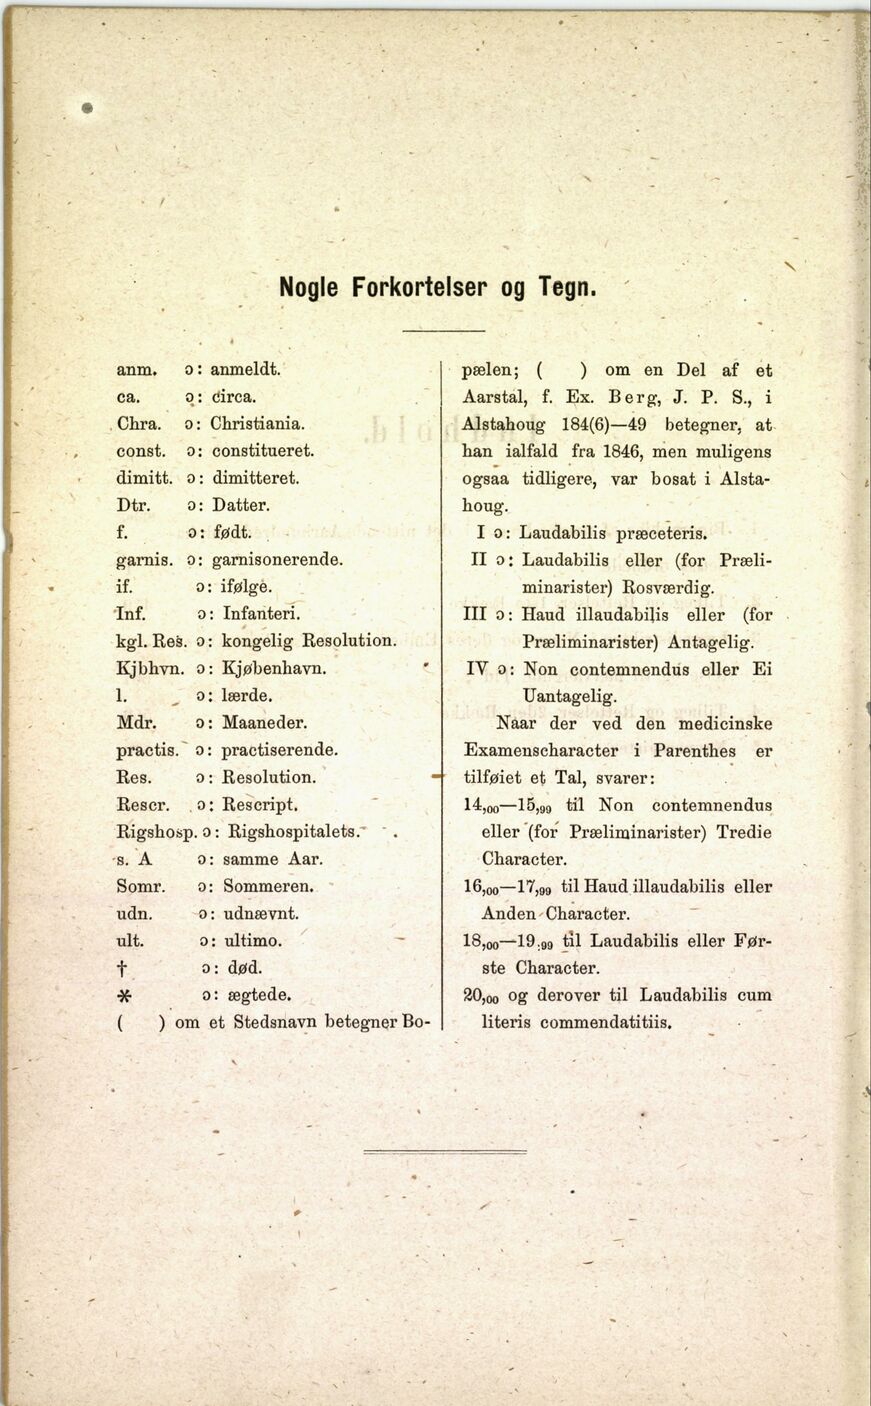 Nogle Forkortelser og Tegn.
anm. ɔ: anmeldt.
ca. ɔ: circa.
Chra. ɔ: Christiania.
const. ɔ: constitueret.
dimitt. ɔ: dimitteret.
Dtr. ɔ: Datter.
f. ɔ: født.
garnis. ɔ: garnisonerende.
if. ɔ: ifølge.
Inf. ɔ: Infanteri.
kgl. Res. ɔ: kongelig Resolution.
Kjbhvn. ɔ: Kjøbenhavn.
l. ɔ: lærde.
Mdr. ɔ: Maaneder.
practis. ɔ: practiserende.
Res. ɔ: Resolution.
Rescr. ɔ: Rescript.
Rigshosp. ɔ: Rigshospitalets.
s. A ɔ: samme Aar.
Somr. ɔ: Sommeren.
udn. ɔ: udnævnt.
ult. ɔ: ultimo.
† ɔ: død.
⚹ ɔ: ægtede.
( ) om et Stedsnavn betegner Bo-
pælen; ( ) om en Del af et
Aarstal, f. Ex. Berg, J. P. S., i
Alstahoug 184(6)—49 betegner, at
han ialfald fra 1846, men muligens
ogsaa tidligere, var bosat i Alsta-
houg.
I ɔ: Laudabilis præceteris.
II ɔ: Laudabilis eller (for Præli-
minarister) Rosværdig.
III ɔ: Haud illaudabilis eller (for
Præliminarister) Antagelig.
IV ɔ: Non contemnendus eller Ei
Uantagelig.
Naar der ved den medicinske
Examenscharacter i Parenthes er
tilføiet et Tal, svarer:
14,00—15,99 til Non contemnendus
eller (for Præliminarister) Tredie
Character.
16,00—17,99 til Haud illaudabilis eller
Anden Character.
18,00—19,99 til Laudabilis eller Før-
ste Character.
20,00 og derover til Laudabilis cum
literis commendatitiis.